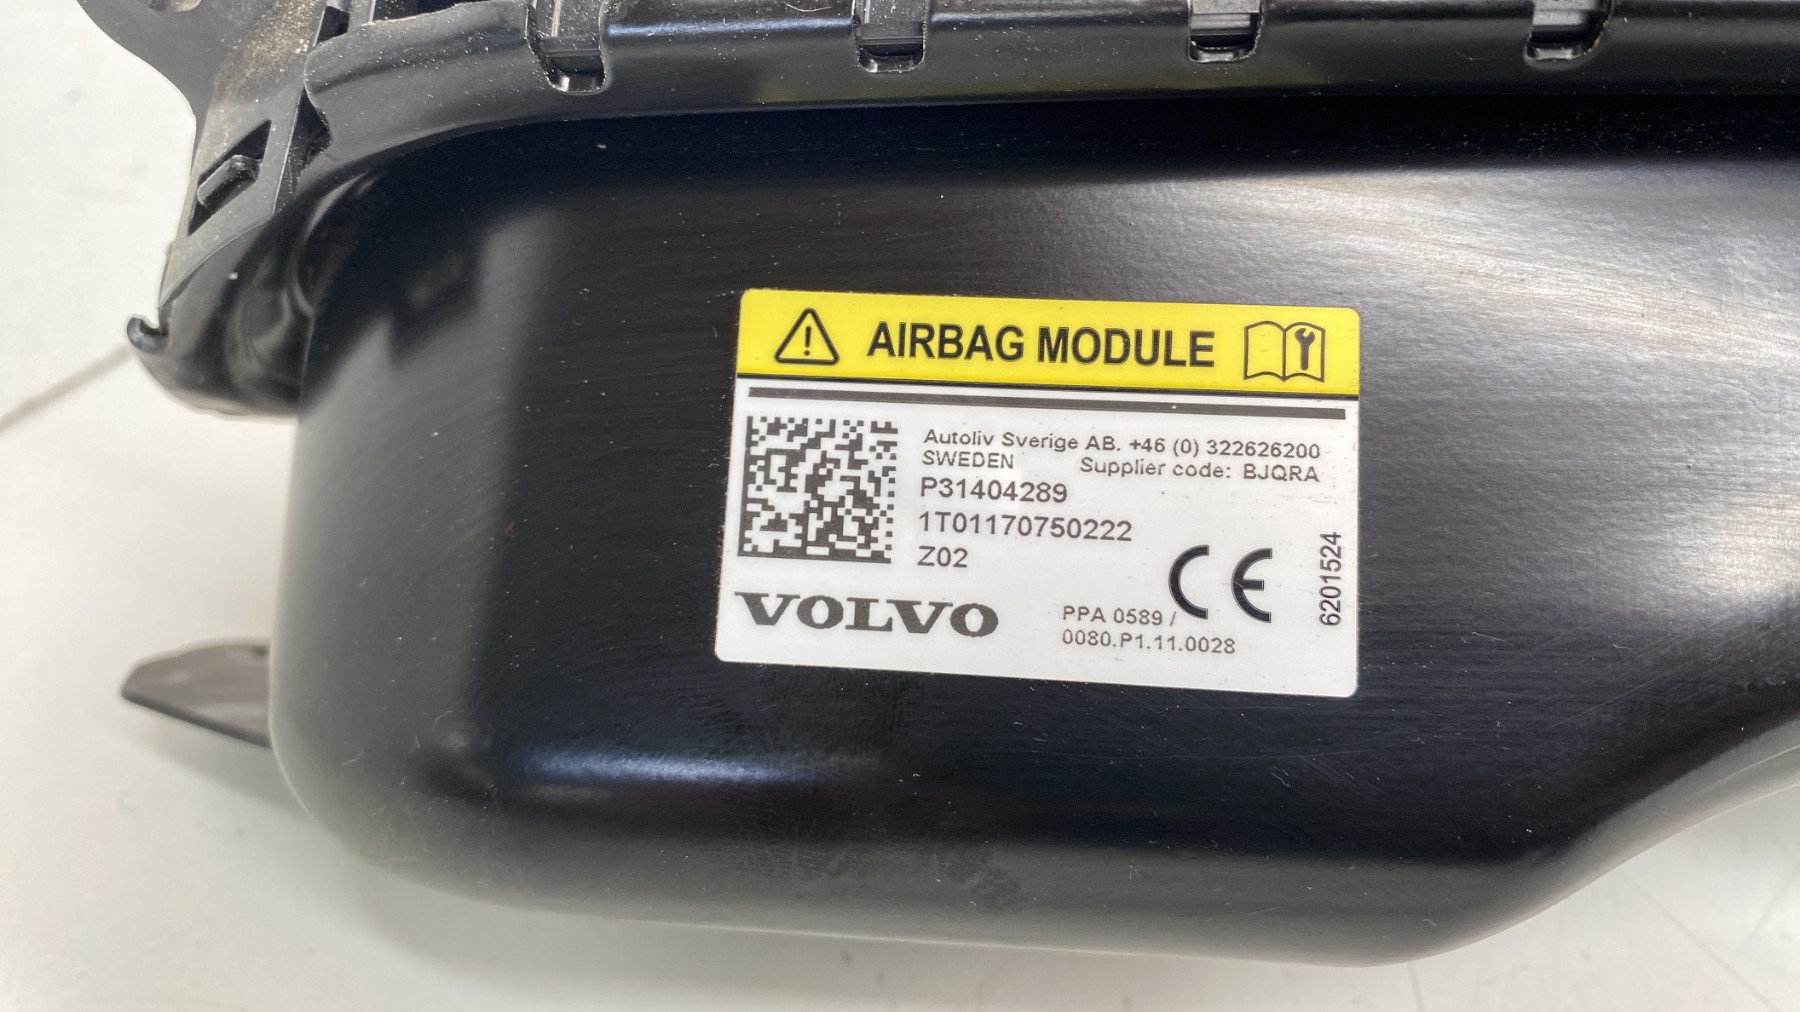 AIRBAG MODULE
Autoliv Sverige AB. +46 (0) 322626200
SWEDEN Supplier code: BJQRA
P31404289
1T01170750222
Z02
CE
6201524
VOLVO
PPA 0589 /
0080.P1.11.0028